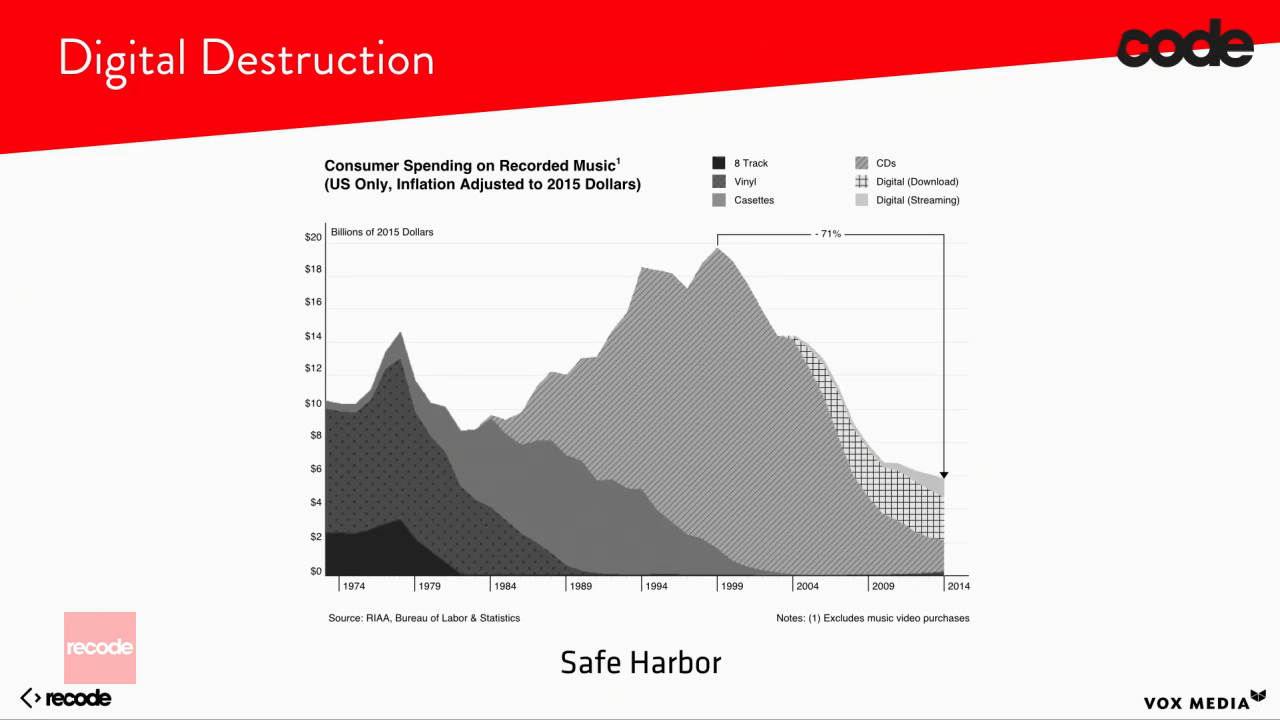 Digital Destruction
code
Consumer Spending on Recorded Music1
(US Only, Inflation Adjusted to 2015 Dollars)
8 Track
Vinyl
Casettes
CDs
Digital (Download)
Digital (Streaming)
Billions of 2015 Dollars
- 71%
$20
$18
$16
$14
$12
$10
$8
$6
$4
$2
$0
1974 1979 1984 1989 1994 1999 2004 2009 2014
Source: RIAA, Bureau of Labor & Statistics
Notes: (1) Excludes music video purchases
Safe Harbor
recode
<> recode
VOX MEDIA